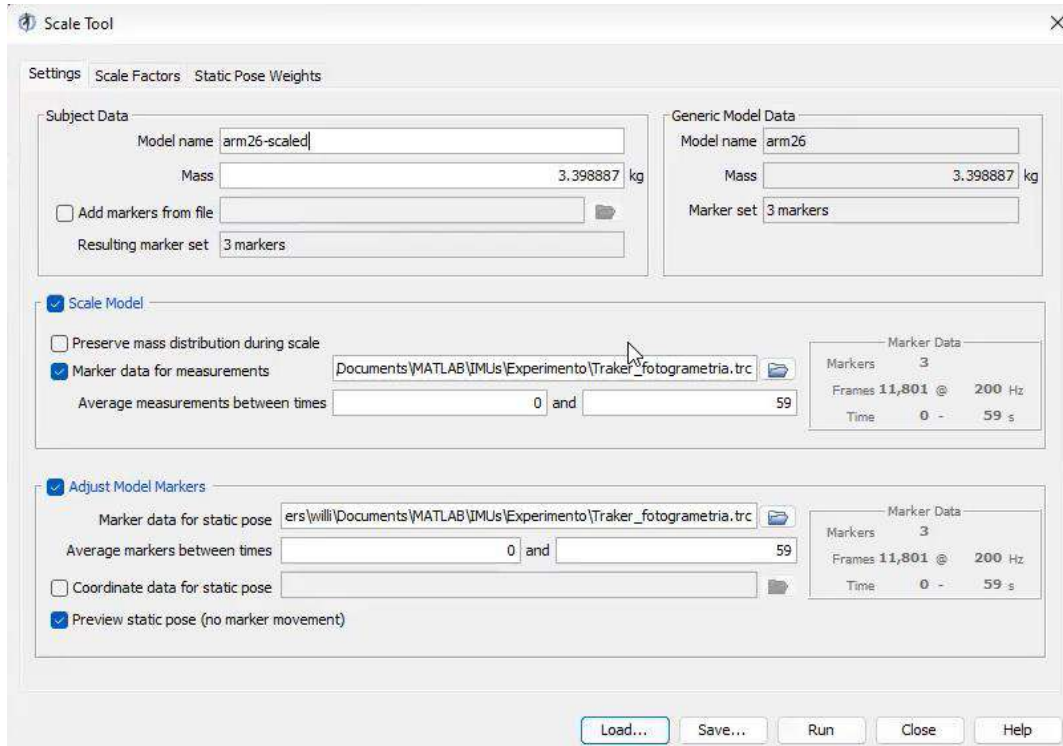 Scale Tool
Settings Scale Factors Static Pose Weights
Subject Data
Model name arm26-scaled
Mass 3.398887 kg
Add markers from file
Resulting marker set 3 markers
Generic Model Data
Model name arm26
Mass 3.398887 kg
Marker set 3 markers
Scale Model
Preserve mass distribution during scale
Marker data for measurements Documents\MATLAB\IMUs\Experimento\Traker_fotogrametria.trc
Average measurements between times 0 and 59
Marker Data
Markers 3
Frames 11,801 @ 200 Hz
Time 0 - 59 s
Adjust Model Markers
Marker data for static pose ers\willi\Documents\MATLAB\IMUs\Experimento\Traker_fotogrametria.trc
Average markers between times 0 and 59
Coordinate data for static pose
Preview static pose (no marker movement)
Marker Data
Markers 3
Frames 11,801 @ 200 Hz
Time 0 - 59 s
Load... Save... Run Close Help